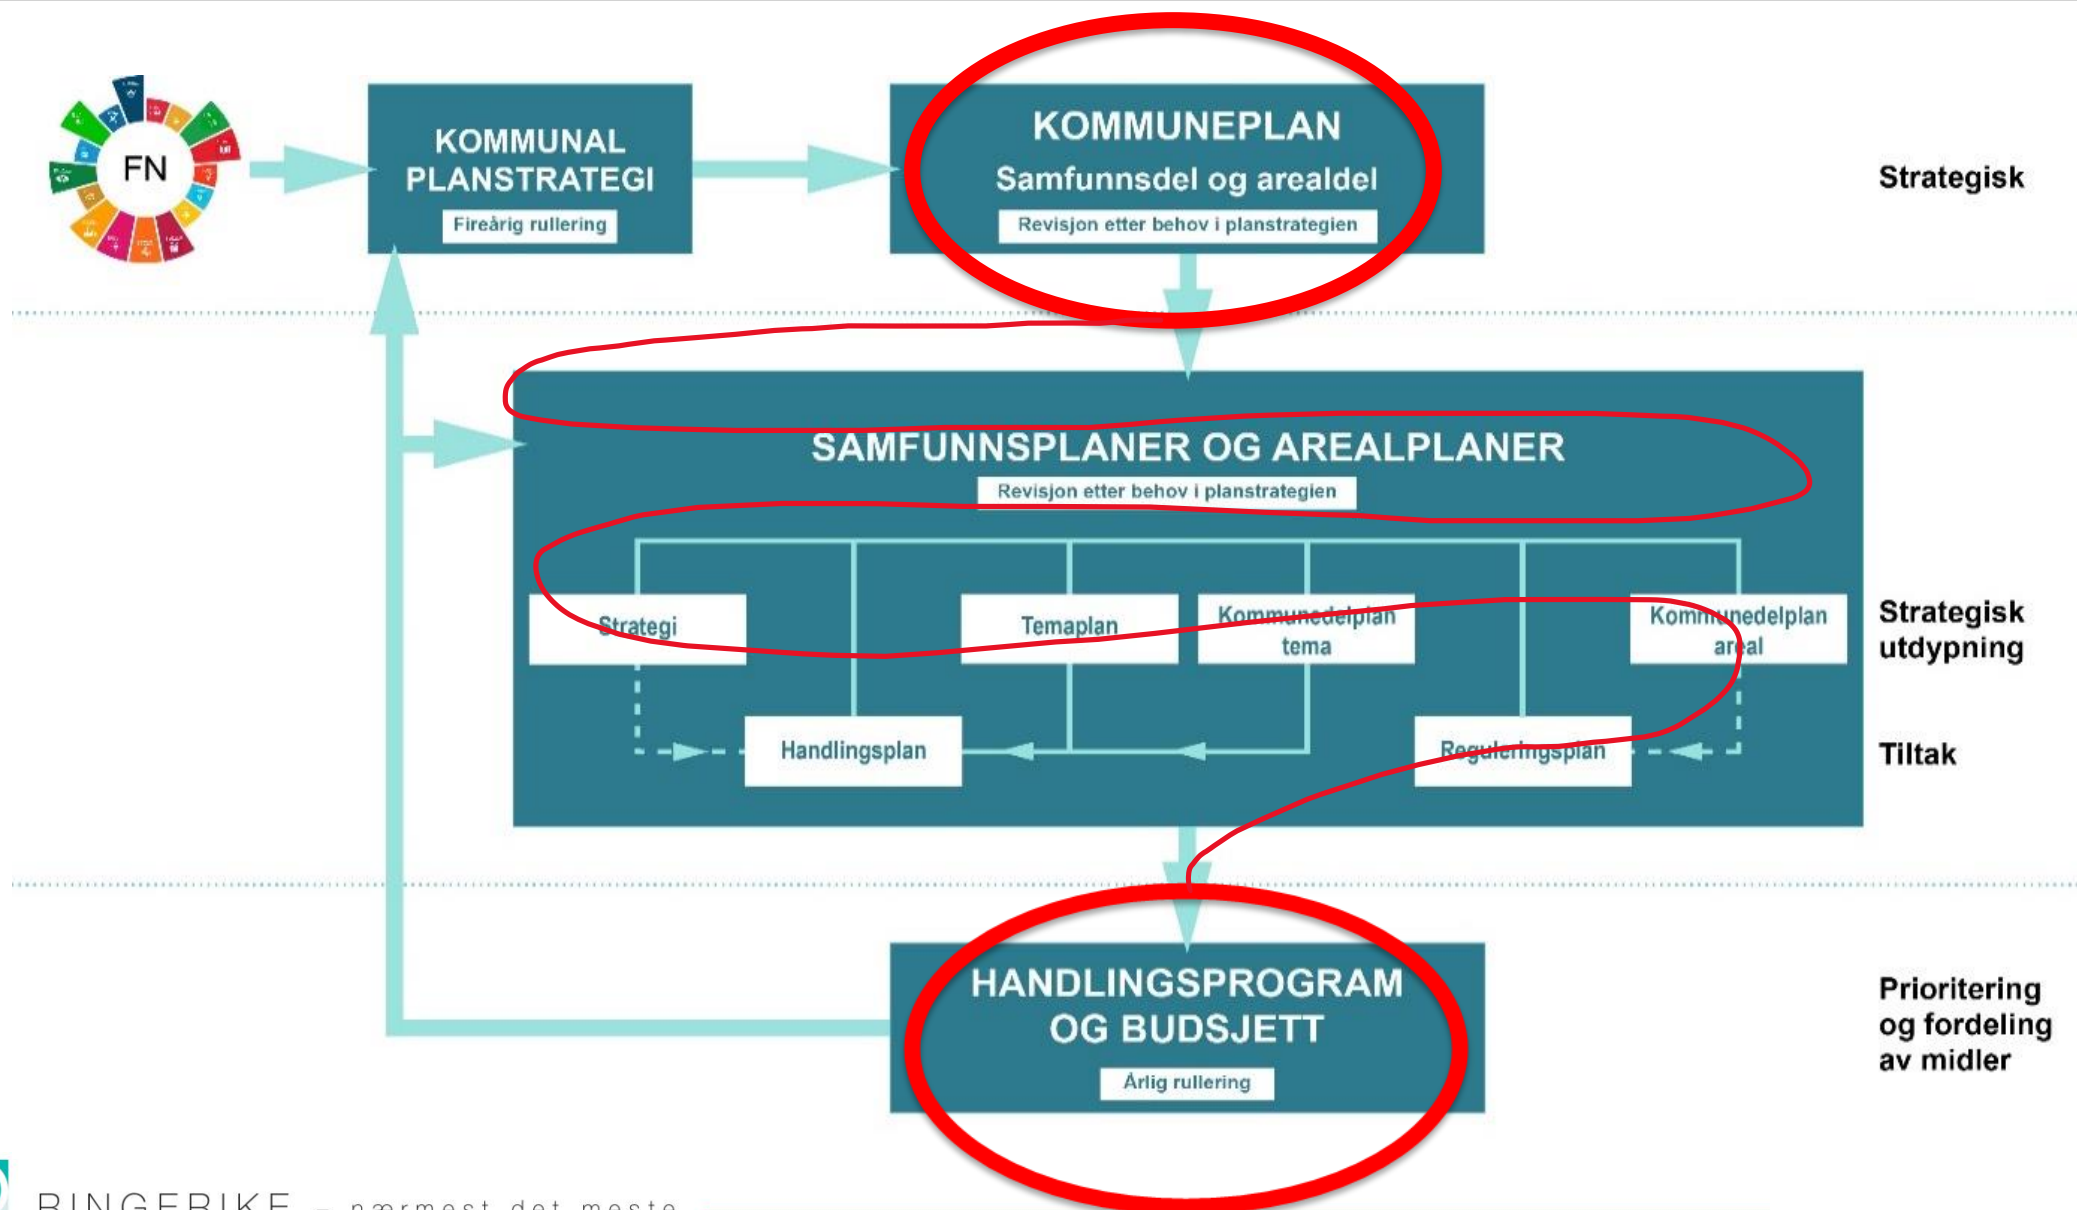 FN
KOMMUNAL
PLANSTRATEGI
Fireårig rullering
KOMMUNEPLAN
Samfunnsdel og arealdel
Revisjon etter behov i planstrategien
Strategisk
SAMFUNNSPLANER OG AREALPLANER
Revisjon etter behov i planstrategien
Strategi
Temaplan
Kommunedelplan
tema
Kommunedelplan
areal
Strategisk
utdypning
Handlingsplan
Reguleringsplan
Tiltak
HANDLINGSPROGRAM
OG BUDSJETT
Årlig rullering
Prioritering
og fordeling
av midler
RINGERIKE – nærmest det meste